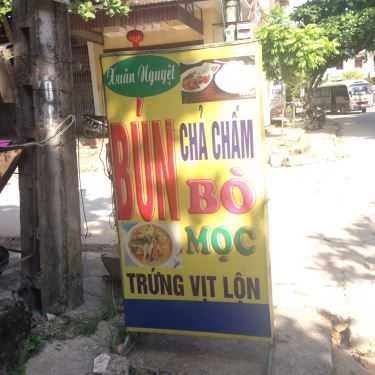 Xuân Nguyệt
BÚN
CHẢ CHẤM
BÒ
MỌC
TRỨNG VỊT LỘN